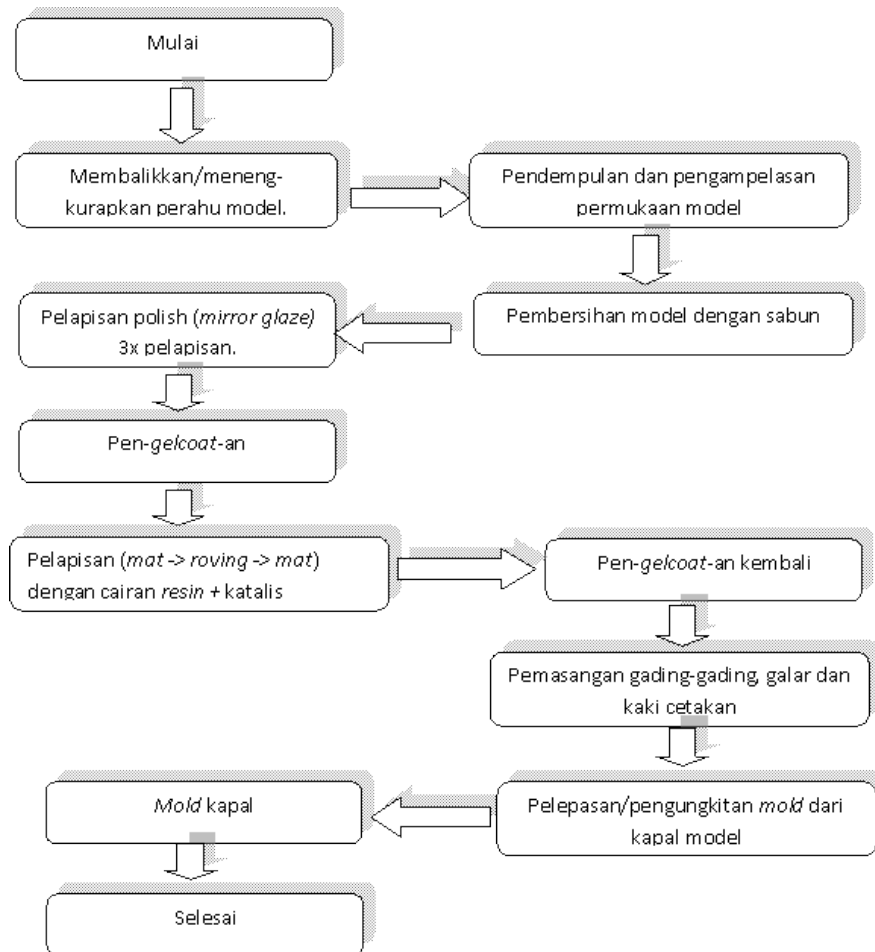 Mulai
Membalikkan/meneng-
kurapkan perahu model.
Pendempulan dan pengampelasan
permukaan model
Pembersihan model dengan sabun
Pelapisan polish (mirror glaze)
3x pelapisan.
Pen-gelcoat-an
Pelapisan (mat -> roving -> mat)
dengan cairan resin + katalis
Pen-gelcoat-an kembali
Pemasangan gading-gading, galar dan
kaki cetakan
Pelepasan/pengungkitan mold dari
kapal model
Mold kapal
Selesai